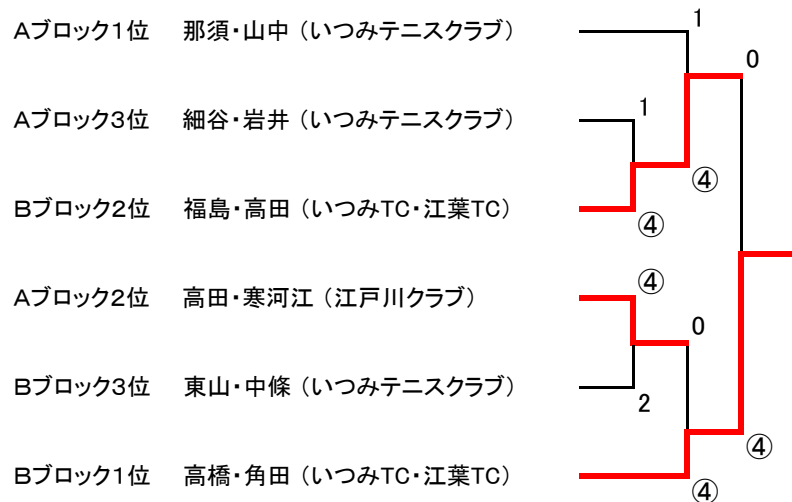 Aブロック1位 那須・山中(いつみテニスクラブ) 1
0
Aブロック3位 細谷・岩井(いつみテニスクラブ) 1
④
Bブロック2位 福島・高田(いつみTC・江葉TC) ④
Aブロック2位 高田・寒河江(江戸川クラブ) ④
0
Bブロック3位 東山・中條(いつみテニスクラブ) 2
④
Bブロック1位 高橋・角田(いつみTC・江葉TC) ④